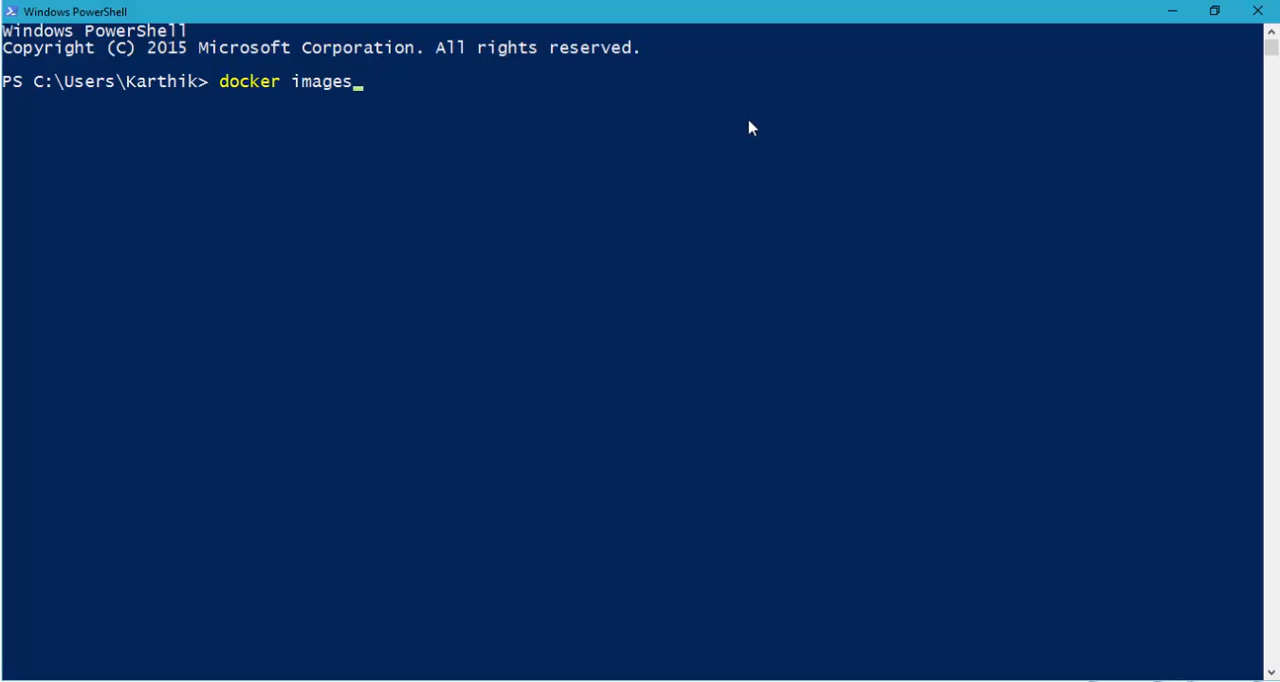 Windows PowerShell
Windows PowerShell
Copyright (C) 2015 Microsoft Corporation. All rights reserved.
PS C:\Users\Karthik> docker images